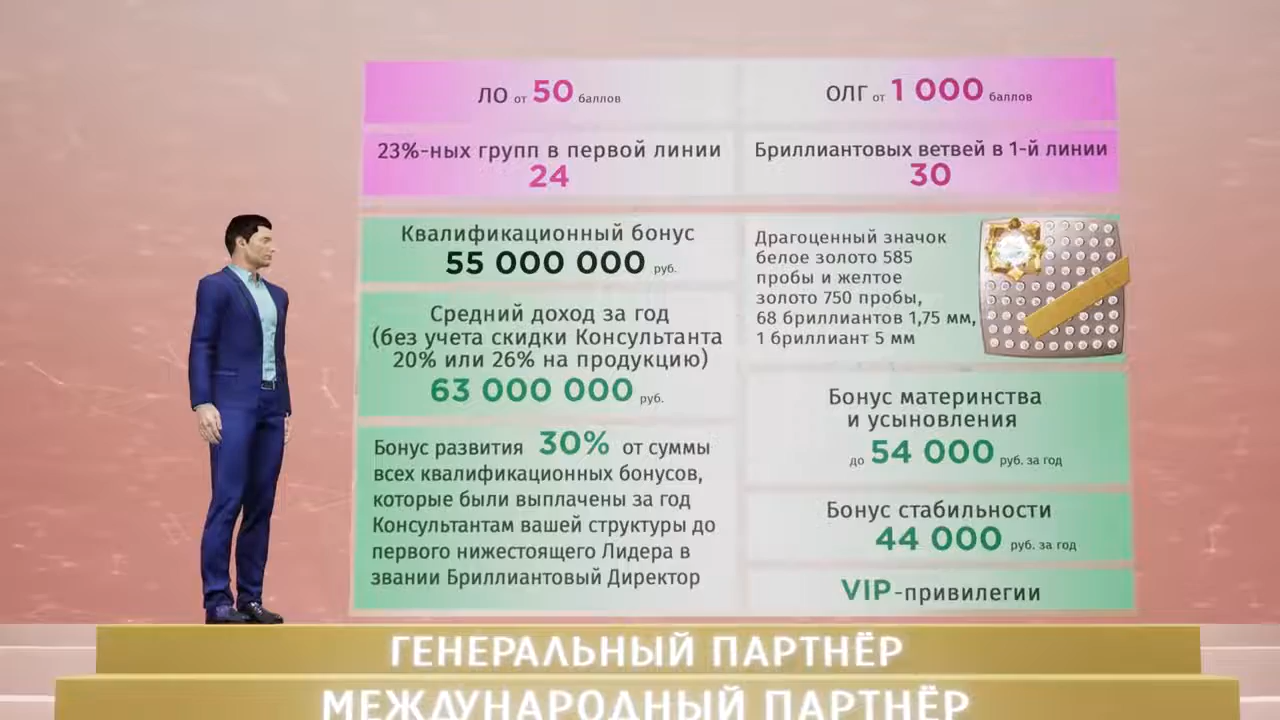 ЛО от 50 баллов
ОЛГ от 1 000 баллов
23%-ных групп в первой линии
24
Бриллиантовых ветвей в 1-й линии
30
Квалификационный бонус
55 000 000 руб.
Средний доход за год
(без учета скидки Консультанта
20% или 26% на продукцию)
63 000 000 руб.
Бонус развития 30% от суммы
всех квалификационных бонусов,
которые были выплачены за год
Консультантам вашей структуры до
первого нижестоящего Лидера в
звании Бриллиантовый Директор
Драгоценный значок
белое золото 585
пробы и желтое
золото 750 пробы,
68 бриллиантов 1,75 мм,
1 бриллиант 5 мм
Бонус материнства
и усыновления
до 54 000 руб. за год
Бонус стабильности
44 000 руб. за год
VIP-привилегии
ГЕНЕРАЛЬНЫЙ ПАРТНЁР
МЕЖДУНАРОДНЫЙ ПАРТНЁР